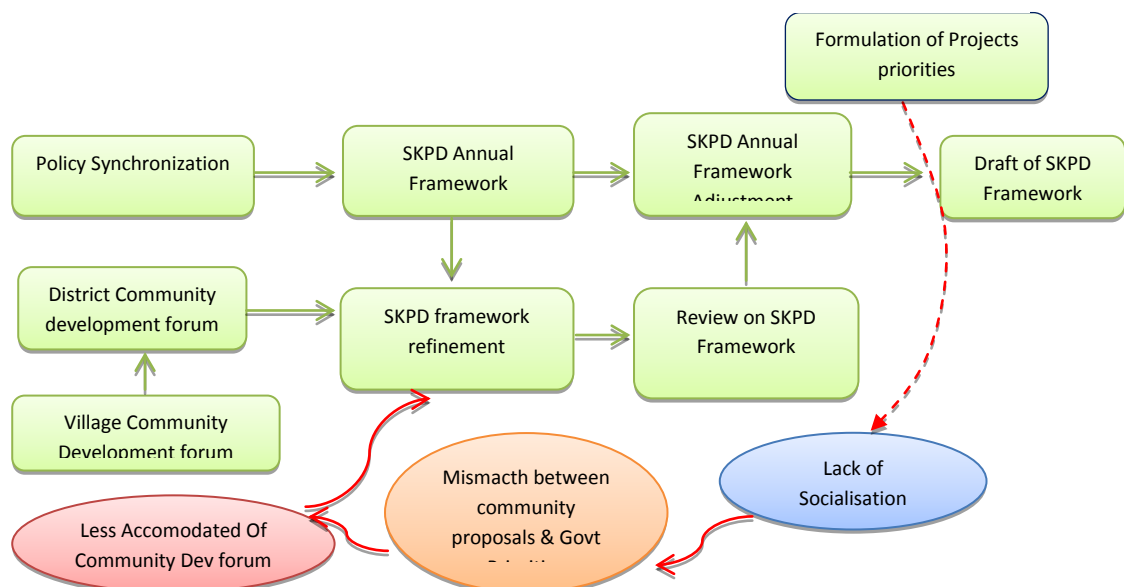 Formulation of Projects
priorities
Policy Synchronization
SKPD Annual
Framework
SKPD Annual
Framework
Adjustment
Draft of SKPD
Framework
District Community
development forum
SKPD framework
refinement
Review on SKPD
Framework
Village Community
Development forum
Mismacth between
community
proposals & Govt
Lack of
Socialisation
Less Accomodated Of
Community Dev forum